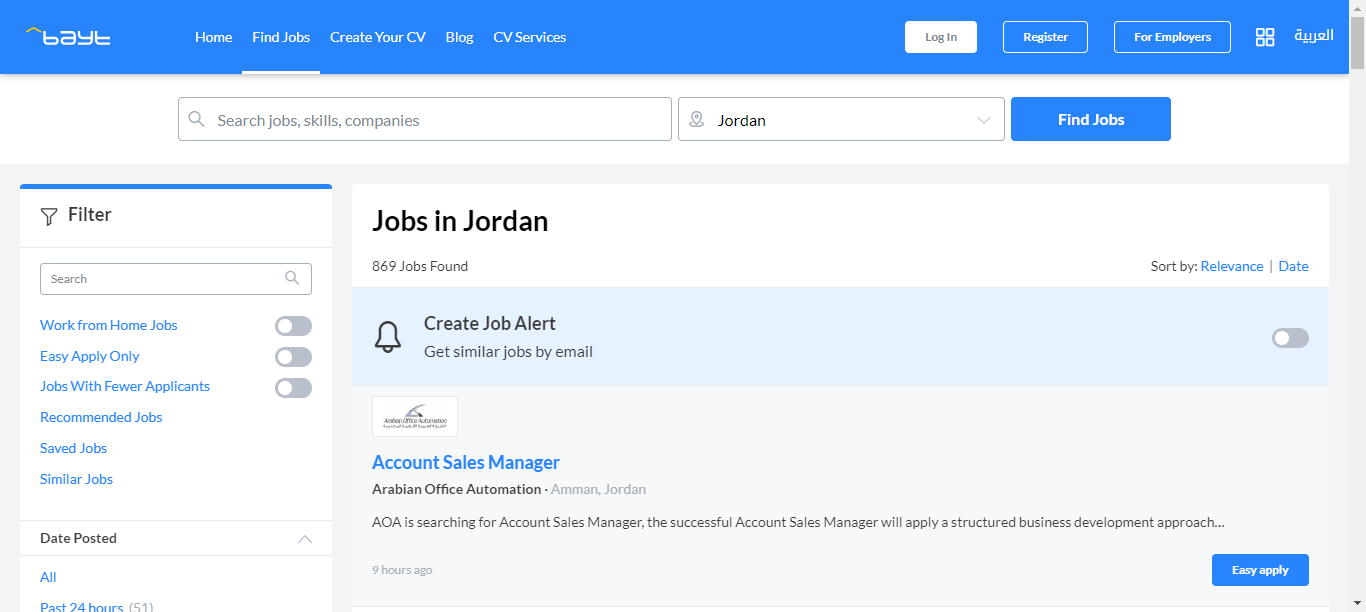 bayt
Home
Find Jobs
Create Your CV
Blog
CV Services
Log In
Register
For Employers
العربية
Search jobs, skills, companies
Jordan
Find Jobs
Filter
Search
Work from Home Jobs
Easy Apply Only
Jobs With Fewer Applicants
Recommended Jobs
Saved Jobs
Similar Jobs
Date Posted
All
Past 24 hours (51)
Jobs in Jordan
869 Jobs Found
Sort by: Relevance | Date
Create Job Alert
Get similar jobs by email
Arabian Office Automation
Account Sales Manager
Arabian Office Automation · Amman, Jordan
AOA is searching for Account Sales Manager, the successful Account Sales Manager will apply a structured business development approach...
9 hours ago
Easy apply